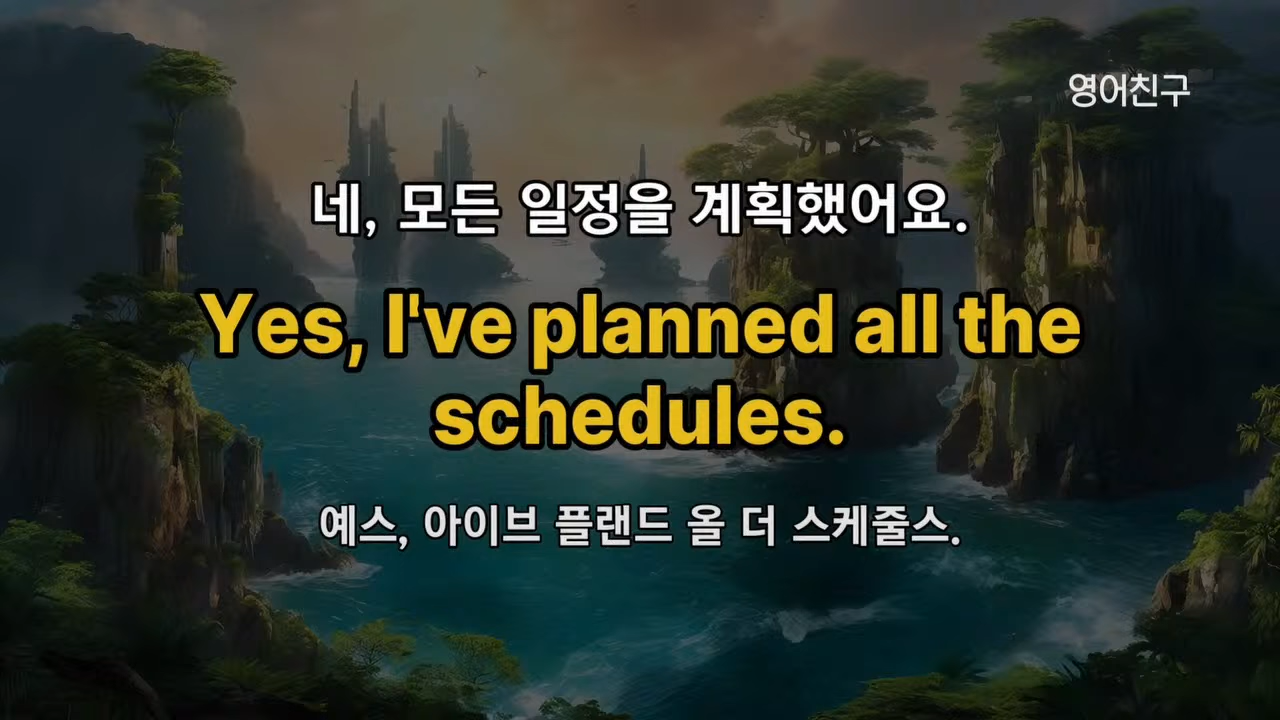 영어친구
네, 모든 일정을 계획했어요.
Yes, I've planned all the
schedules.
예스, 아이브 플랜드 올 더 스케줄스.